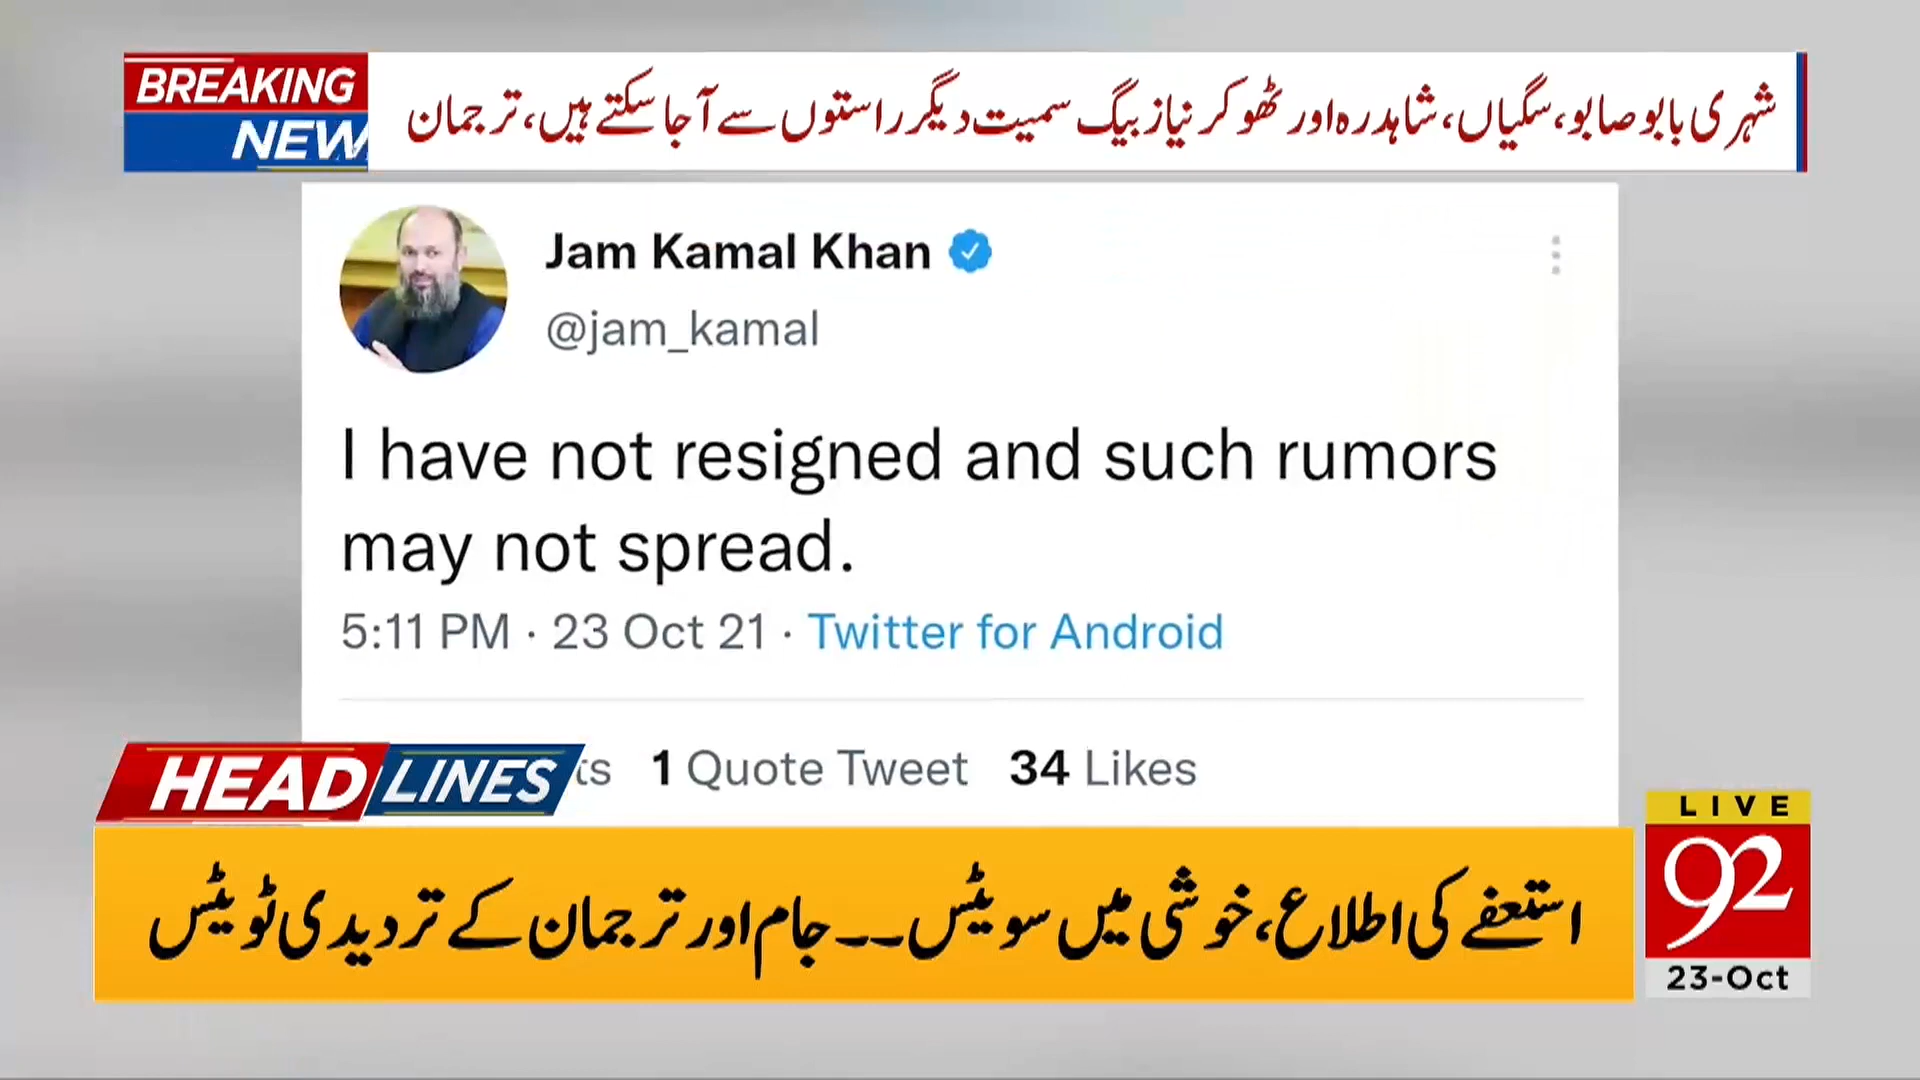 BREAKING
NEW
شہری بابو صابو، سگیاں، شاہدرہ اور ٹھوکر نیاز بیگ سمیت دیگر راستوں سے آجا سکتے ہیں، ترجمان
Jam Kamal Khan
@jam_kamal
I have not resigned and such rumors
may not spread.
5:11 PM · 23 Oct 21 · Twitter for Android
ts 1 Quote Tweet 34 Likes
HEADLINES
استعفے کی اطلاع، خوشی میں سویٹس۔۔۔جام اور ترجمان کے تردیدی ٹویٹس
LIVE
92
23-Oct